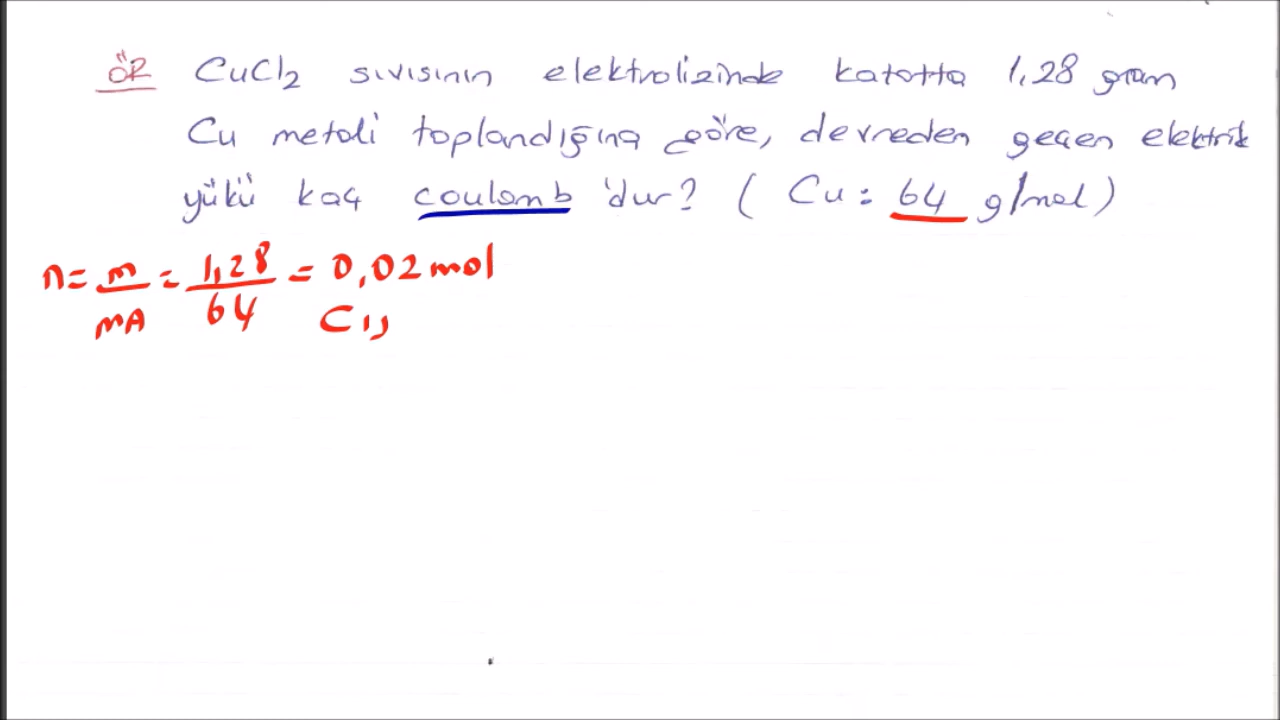 ÖR CuCl2 sıvısının elektrolizinde katotta 1,28 gram
Cu metali toplandığına göre, devreden geçen elektrik
yükü kaç coulomb 'dur? ( Cu : 64 g/mol )
n = m/mA = 1,28/64 = 0,02 mol
Cu